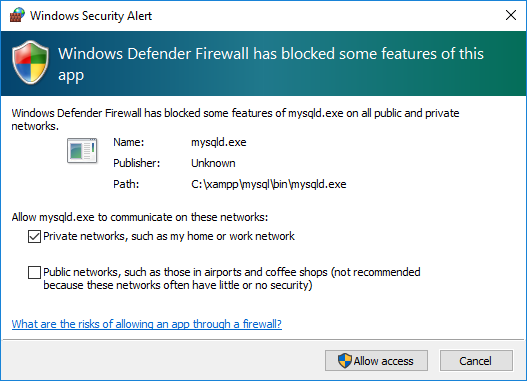 Windows Security Alert
Windows Defender Firewall has blocked some features of this
app
Windows Defender Firewall has blocked some features of mysqld.exe on all public and private
networks.
Name: mysqld.exe
Publisher: Unknown
Path: C:\xampp\mysql\bin\mysqld.exe
Allow mysqld.exe to communicate on these networks:
Private networks, such as my home or work network
Public networks, such as those in airports and coffee shops (not recommended
because these networks often have little or no security)
What are the risks of allowing an app through a firewall?
Allow access Cancel